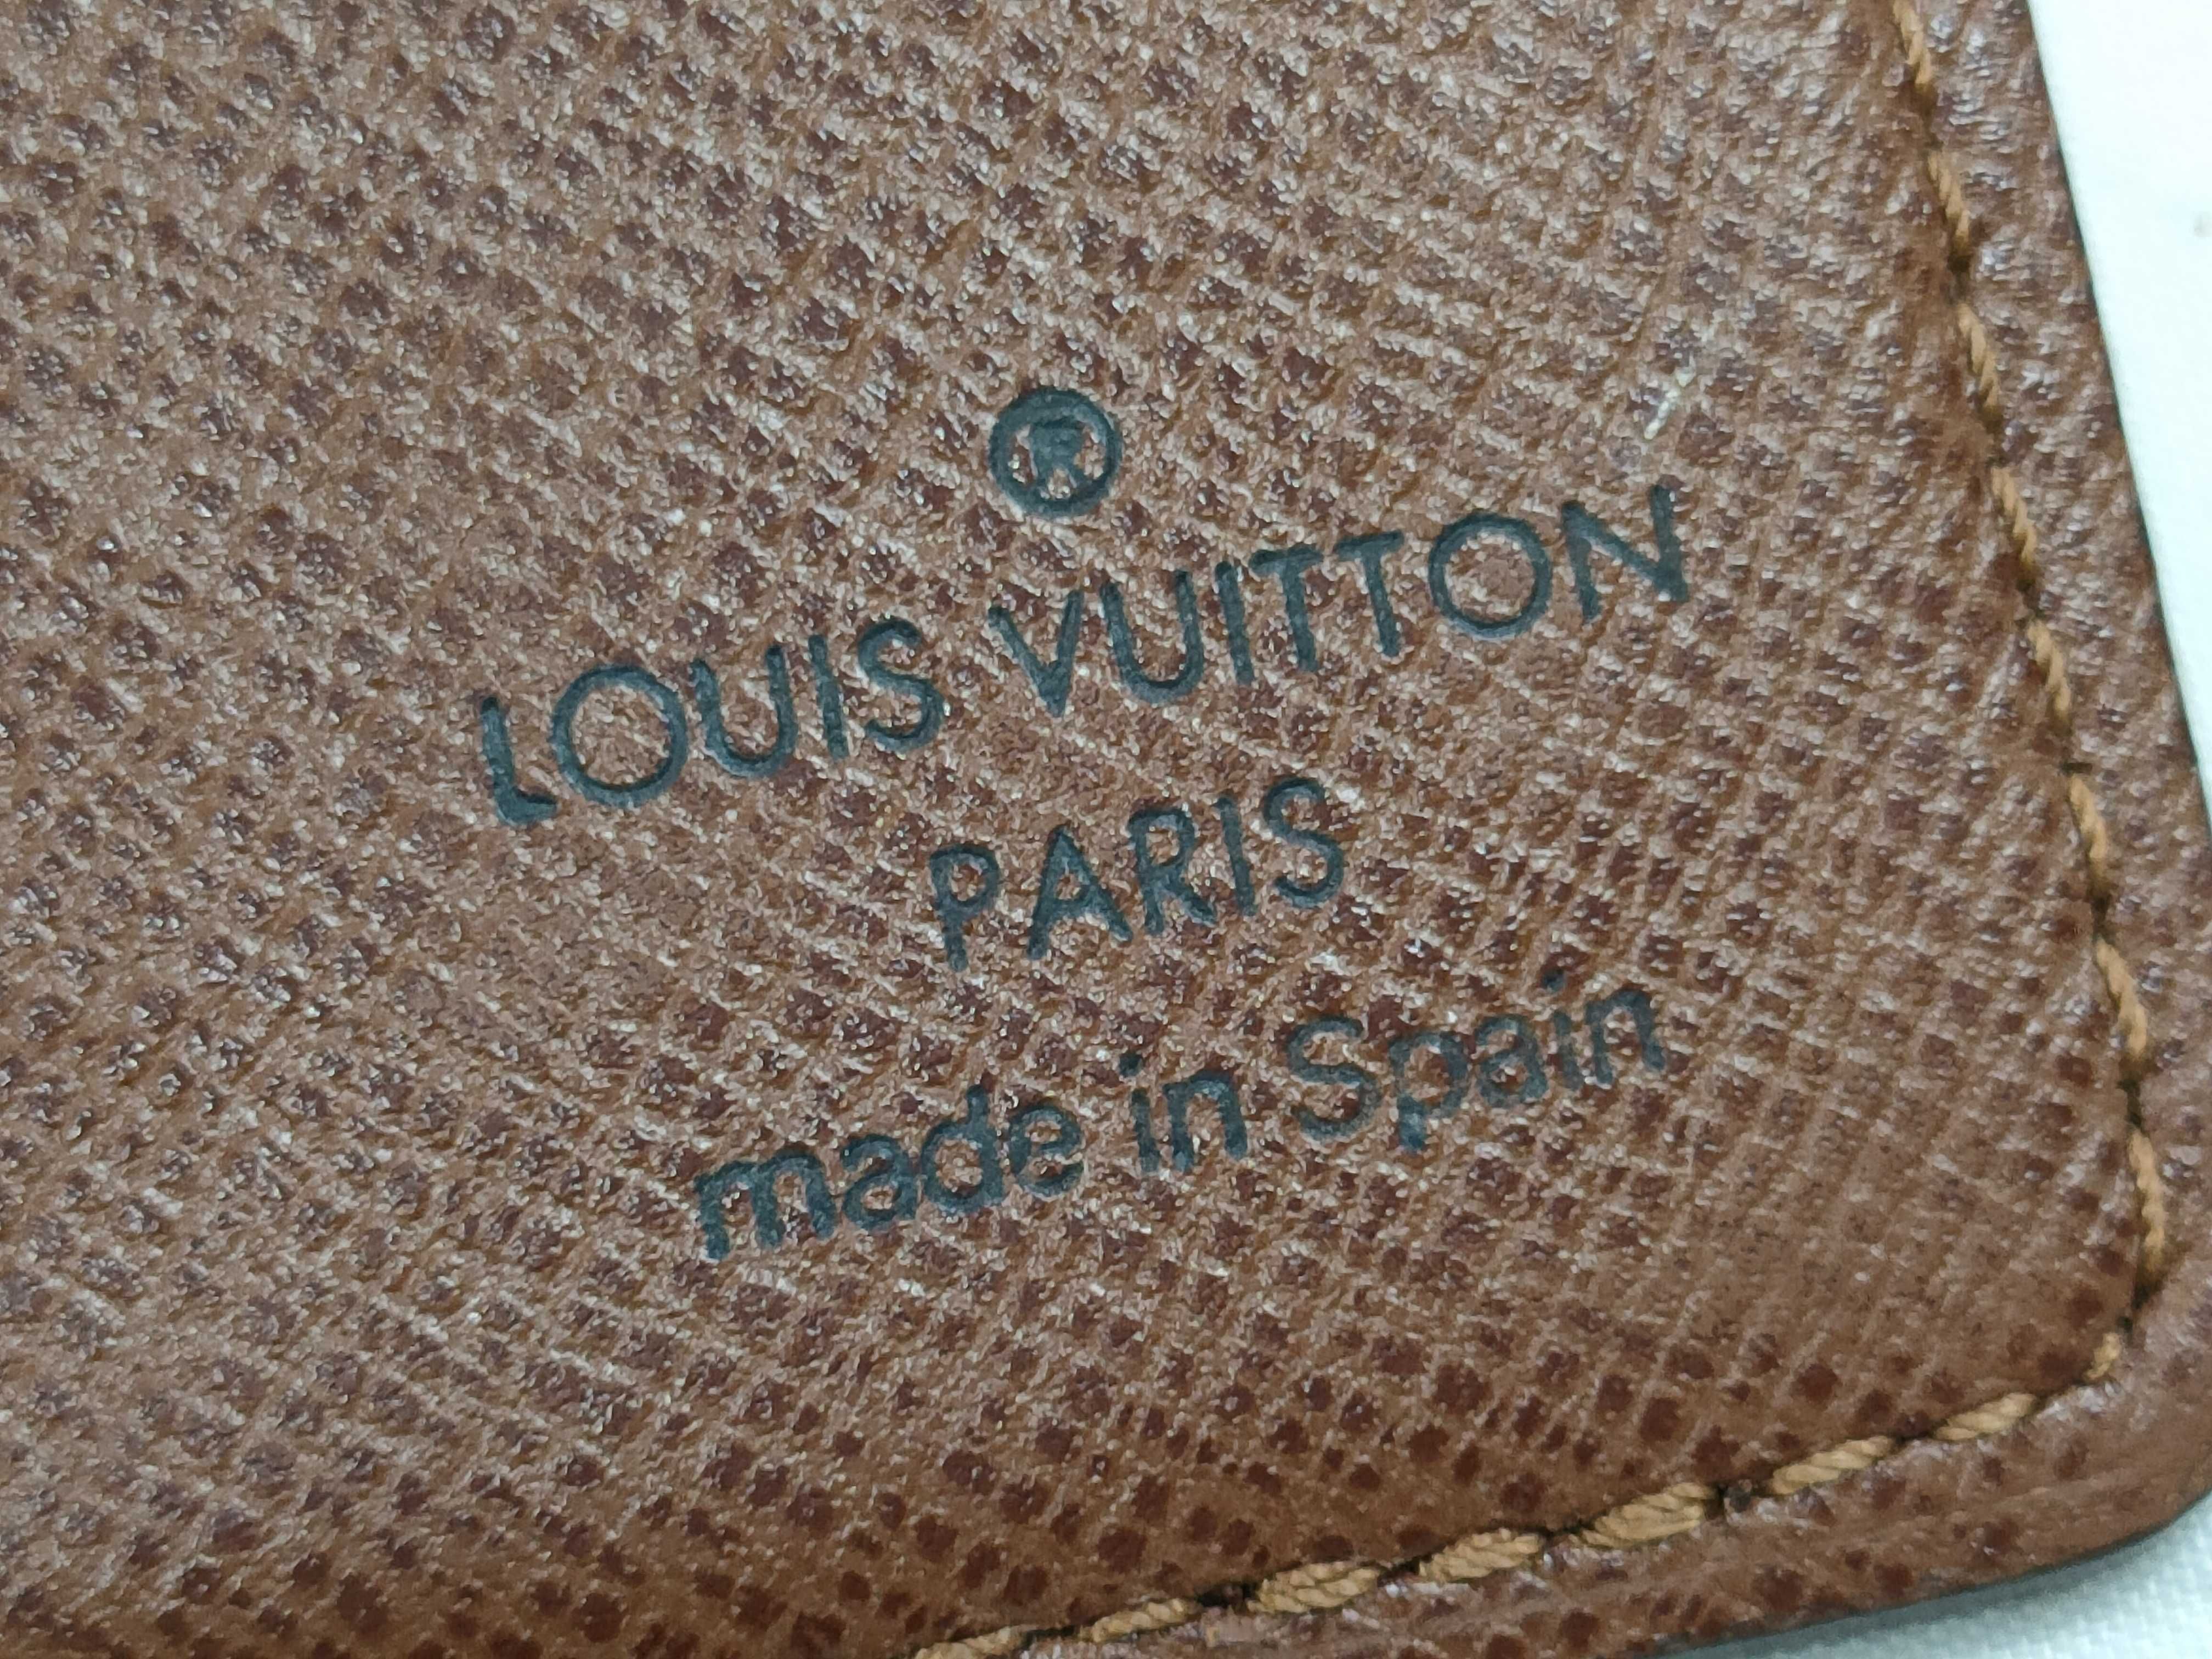 ®
LOUIS VUITTON
PARIS
made in Spain